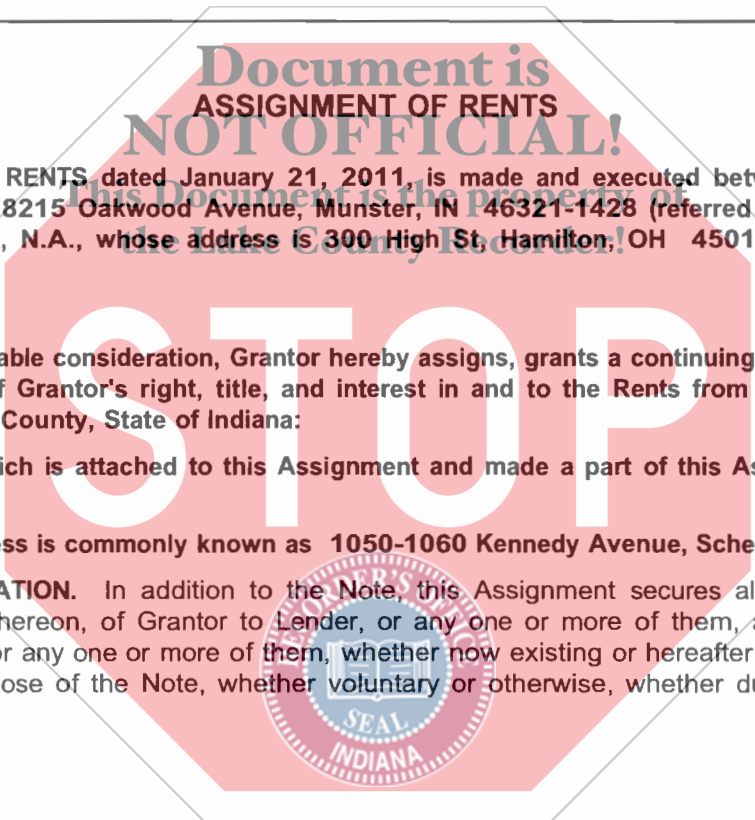 Document is
ASSIGNMENT OF RENTS
NOT OFFICIAL!
RENTS dated January 21, 2011, is made and executed
This Document is the property of
8215 Oakwood Avenue, Munster, IN 46321-1428 (referred
the Lake County Recorder!
N.A., whose address is 300 High St, Hamilton, OH 4501
STOP
able consideration, Grantor hereby assigns, grants a continuing
f Grantor's right, title, and interest in and to the Rents from
County, State of Indiana:
ich is attached to this Assignment and made a part of this
ess is commonly known as 1050-1060 Kennedy Avenue, Sche
ATION. In addition to the Note, this Assignment secures al
hereon, of Grantor to Lender, or any one or more of them,
or any one or more of them, whether now existing or hereafter
ose of the Note, whether voluntary or otherwise, whether du
RECORDER'S OFFICE
SEAL
INDIANA